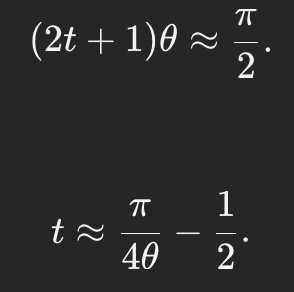 (2t + 1)θ ≈ π/2.
t ≈ π/4θ − 1/2.